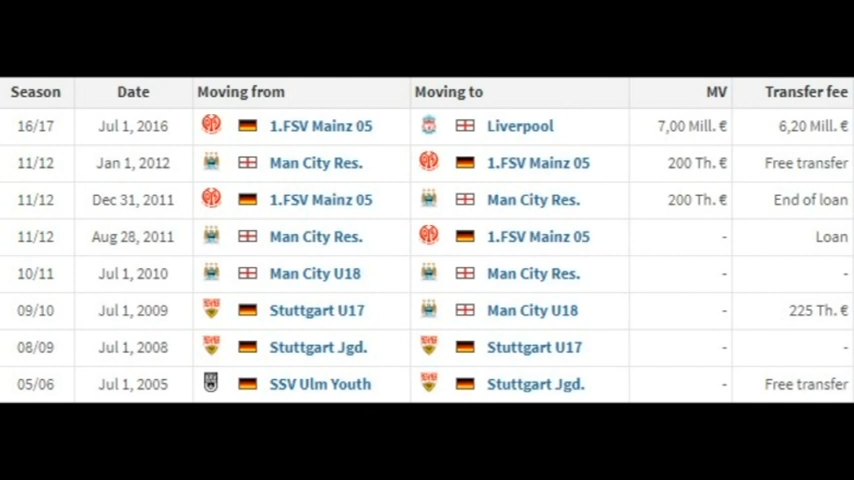 Season Date Moving from Moving to MV Transfer fee
16/17 Jul 1, 2016 1.FSV Mainz 05 Liverpool 7,00 Mill. € 6,20 Mill. €
11/12 Jan 1, 2012 Man City Res. 1.FSV Mainz 05 200 Th. € Free transfer
11/12 Dec 31, 2011 1.FSV Mainz 05 Man City Res. 200 Th. € End of loan
11/12 Aug 28, 2011 Man City Res. 1.FSV Mainz 05 - Loan
10/11 Jul 1, 2010 Man City U18 Man City Res. - -
09/10 Jul 1, 2009 Stuttgart U17 Man City U18 - 225 Th. €
08/09 Jul 1, 2008 Stuttgart Jgd. Stuttgart U17 - -
05/06 Jul 1, 2005 SSV Ulm Youth Stuttgart Jgd. - Free transfer